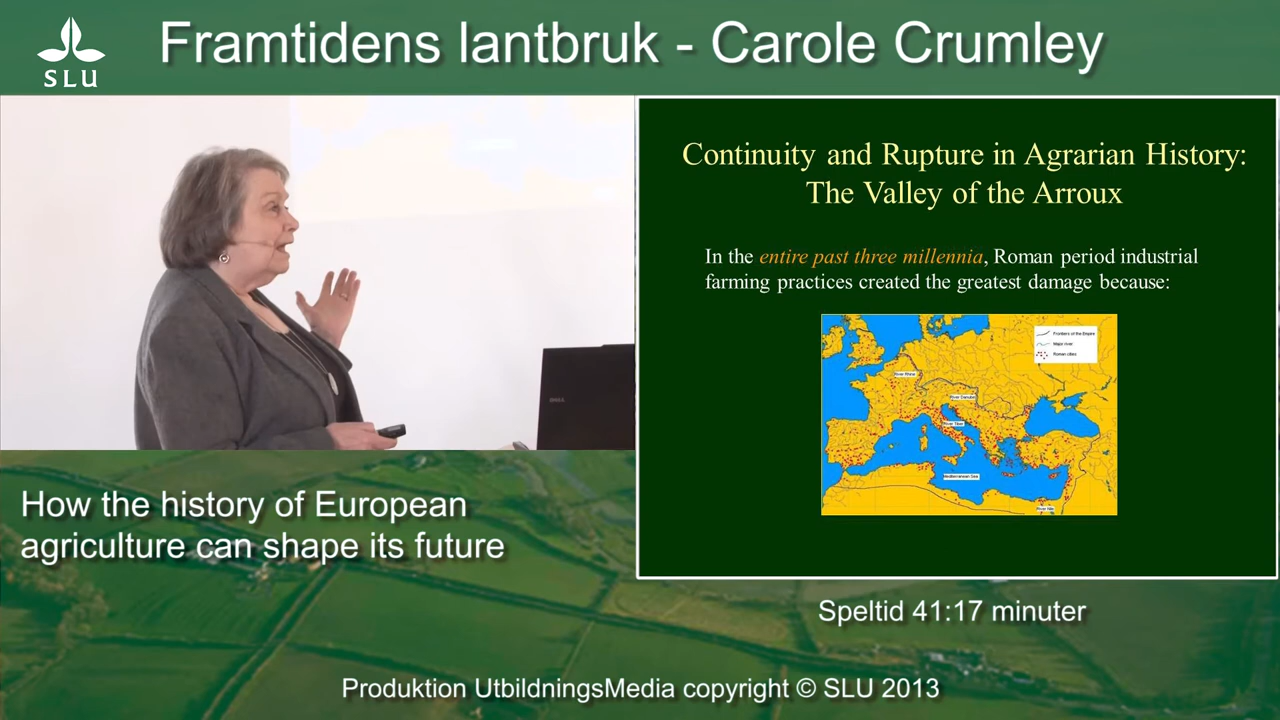 SLU
Framtidens lantbruk - Carole Crumley
Continuity and Rupture in Agrarian History:
The Valley of the Arroux
In the entire past three millennia, Roman period industrial
farming practices created the greatest damage because:
Frontiers of the Empire
Major river
Roman cities
River Rhine
River Danube
River Tiber
Mediterranean Sea
River Nile
DELL
How the history of European
agriculture can shape its future
Speltid 41:17 minuter
Produktion UtbildningsMedia copyright © SLU 2013